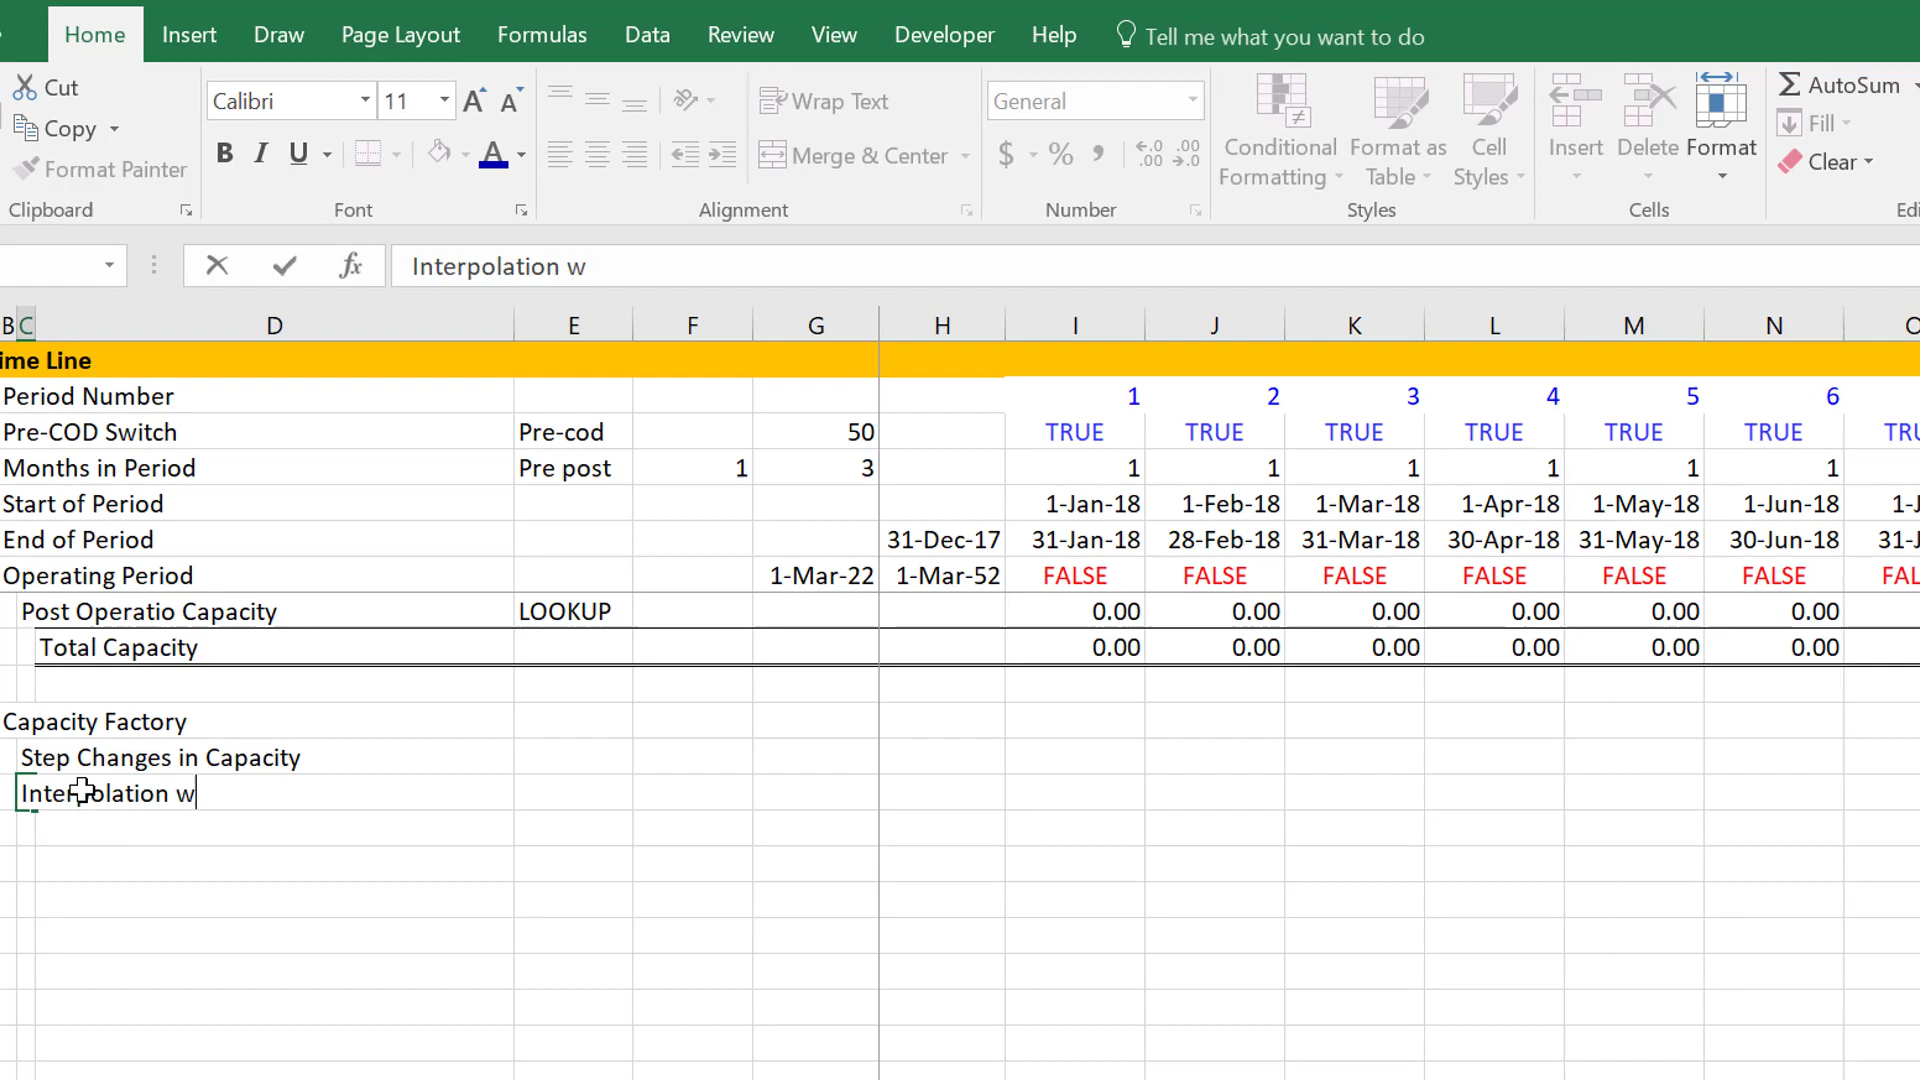 Home Insert Draw Page Layout Formulas Data Review View Developer Help Tell me what you want to do
Cut
Copy
Format Painter
Clipboard
Calibri 11
B I U
Font
Wrap Text
Merge & Center
Alignment
General
$ % ,
Number
Conditional Formatting
Format as Table
Cell Styles
Styles
Insert
Delete
Format
Cells
AutoSum
Fill
Clear
fx Interpolation w
B C D E F G H I J K L M N
ime Line
Period Number 1 2 3 4 5 6
Pre-COD Switch Pre-cod 50 TRUE TRUE TRUE TRUE TRUE TRUE TRU
Months in Period Pre post 1 3 1 1 1 1 1 1
Start of Period 1-Jan-18 1-Feb-18 1-Mar-18 1-Apr-18 1-May-18 1-Jun-18 1-J
End of Period 31-Dec-17 31-Jan-18 28-Feb-18 31-Mar-18 30-Apr-18 31-May-18 30-Jun-18 31-J
Operating Period 1-Mar-22 1-Mar-52 FALSE FALSE FALSE FALSE FALSE FALSE FAL
Post Operatio Capacity LOOKUP 0.00 0.00 0.00 0.00 0.00 0.00
Total Capacity 0.00 0.00 0.00 0.00 0.00 0.00
Capacity Factory
Step Changes in Capacity
Interpolation w